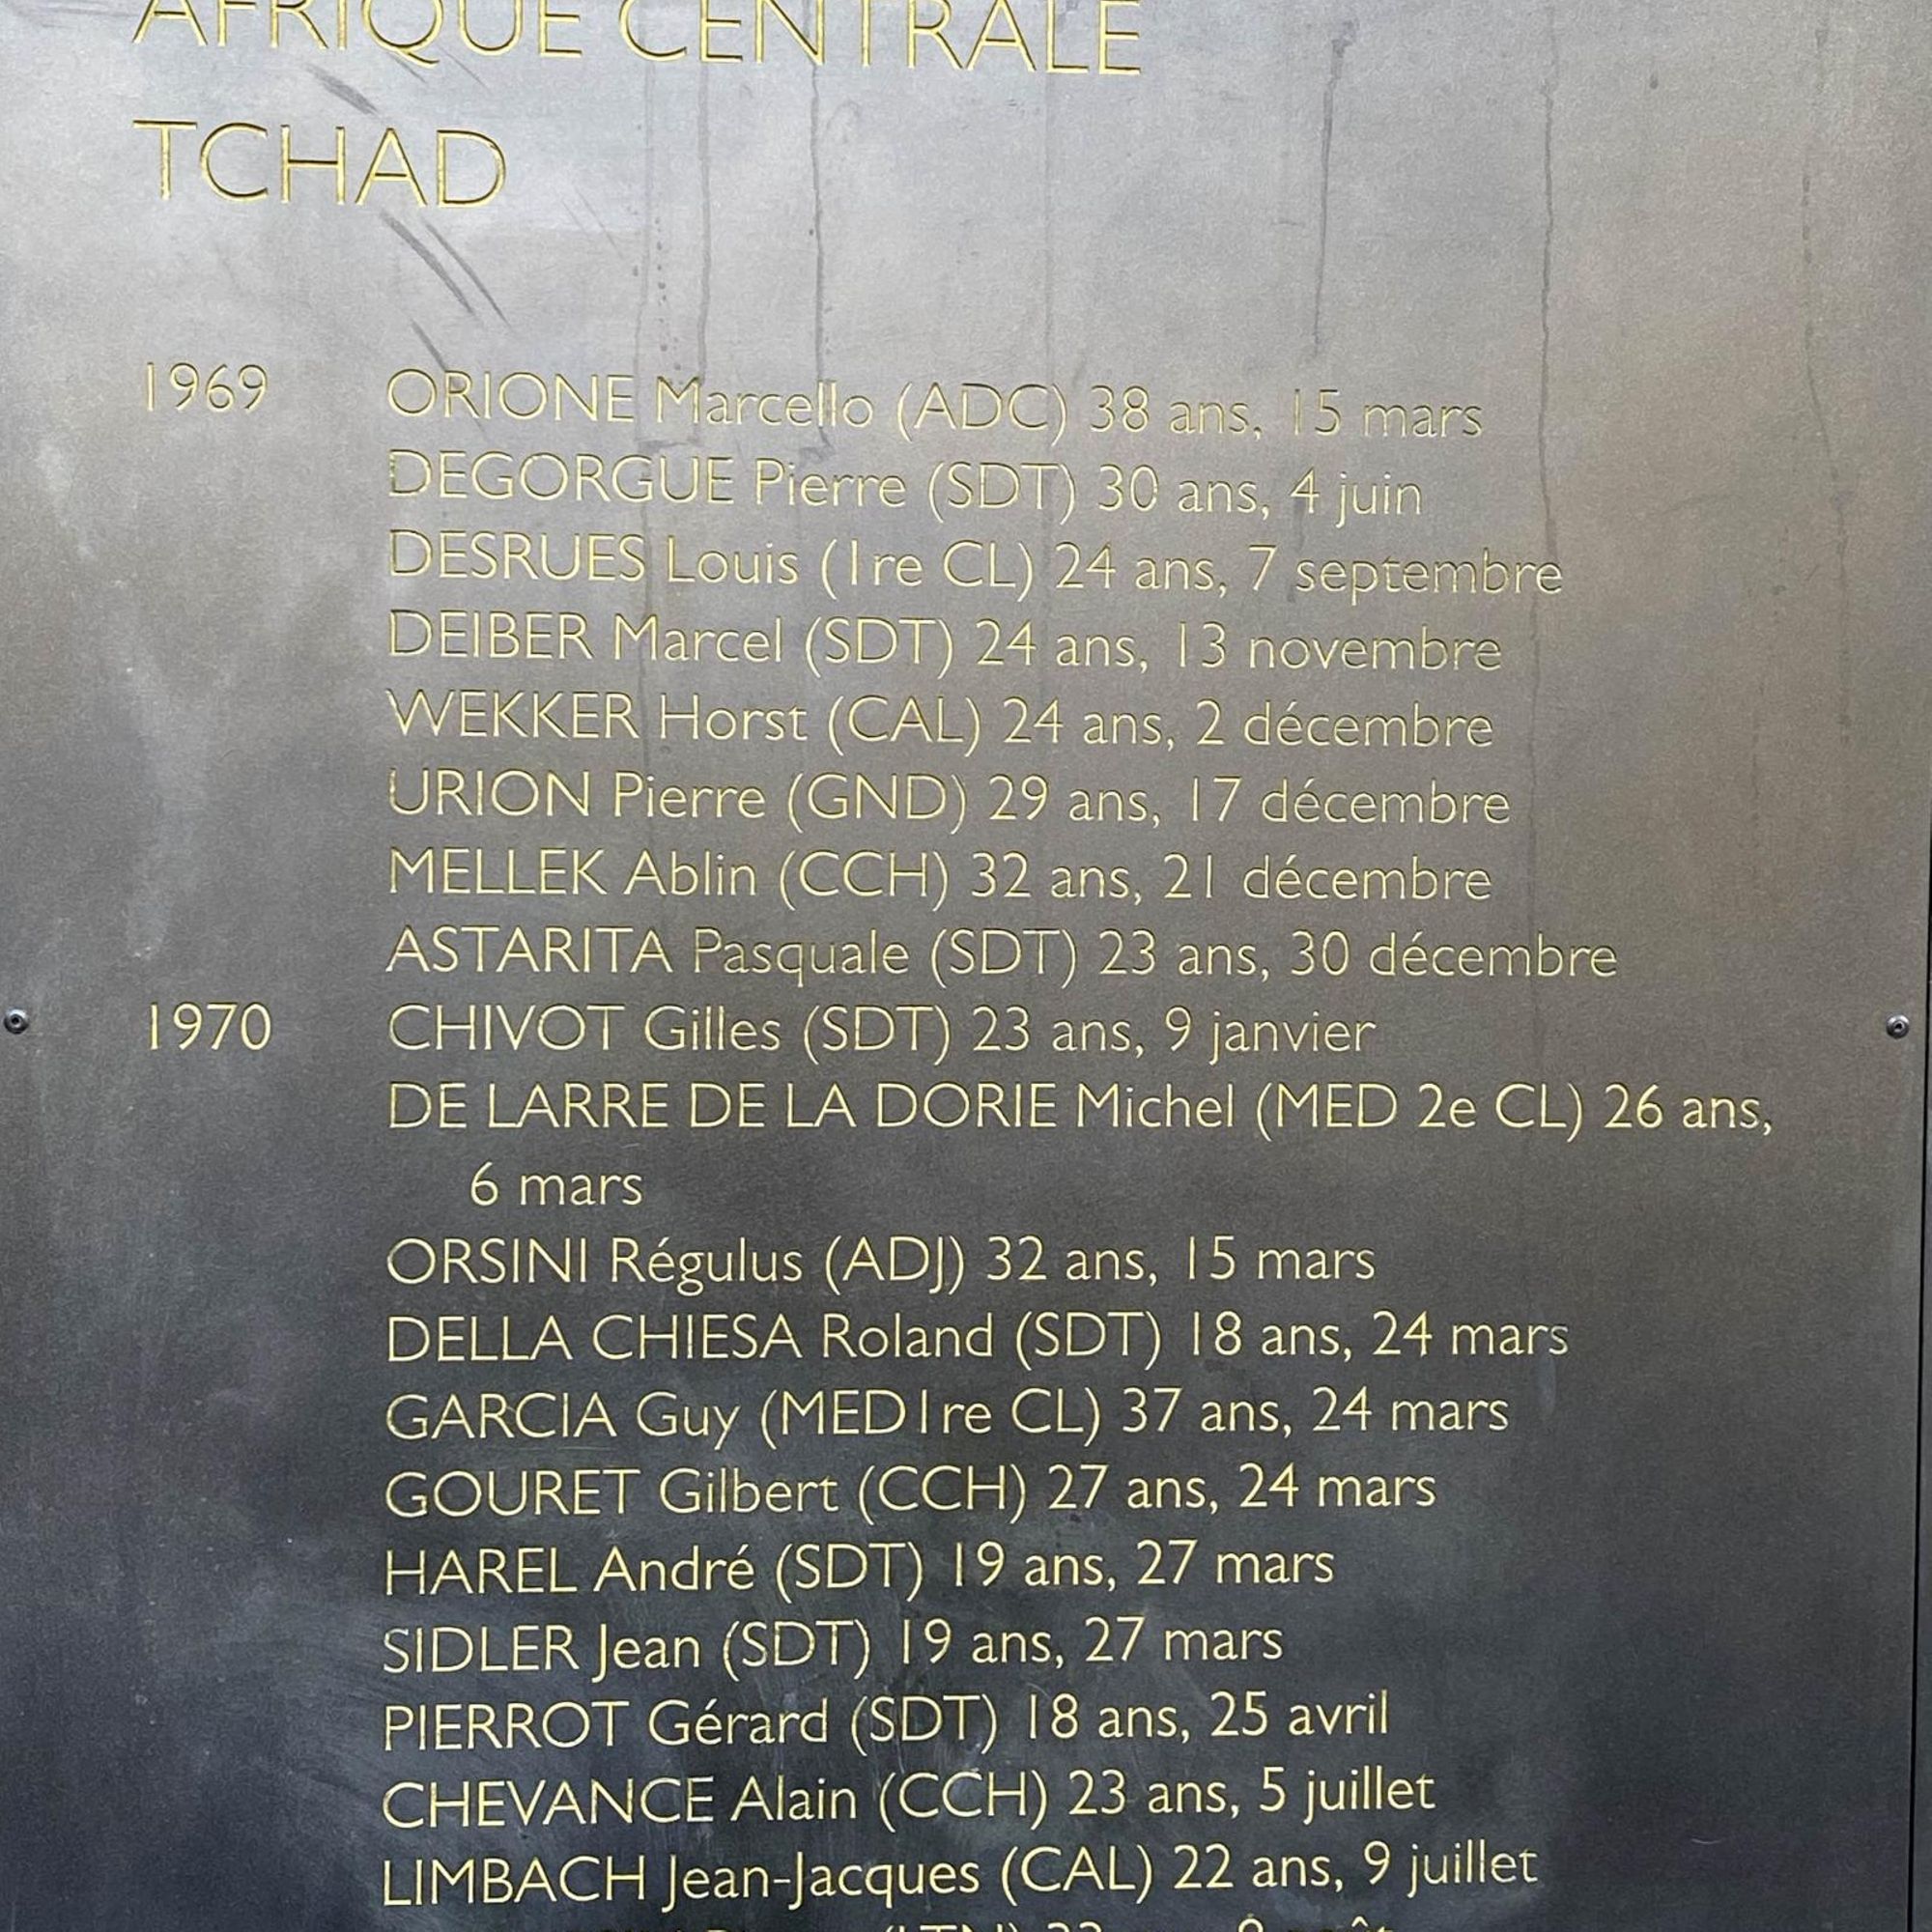 AFRIQUE CENTRALE
TCHAD
1969 ORIONE Marcello (ADC) 38 ans, 15 mars
DEGORGUE Pierre (SDT) 30 ans, 4 juin
DESRUES Louis (1re CL) 24 ans, 7 septembre
DEIBER Marcel (SDT) 24 ans, 13 novembre
WEKKER Horst (CAL) 24 ans, 2 décembre
URION Pierre (GND) 29 ans, 17 décembre
MELLEK Ablin (CCH) 32 ans, 21 décembre
ASTARITA Pasquale (SDT) 23 ans, 30 décembre
1970 CHIVOT Gilles (SDT) 23 ans, 9 janvier
DE LARRE DE LA DORIE Michel (MED 2e CL) 26 ans,
6 mars
ORSINI Régulus (ADJ) 32 ans, 15 mars
DELLA CHIESA Roland (SDT) 18 ans, 24 mars
GARCIA Guy (MED1re CL) 37 ans, 24 mars
GOURET Gilbert (CCH) 27 ans, 24 mars
HAREL André (SDT) 19 ans, 27 mars
SIDLER Jean (SDT) 19 ans, 27 mars
PIERROT Gérard (SDT) 18 ans, 25 avril
CHEVANCE Alain (CCH) 23 ans, 5 juillet
LIMBACH Jean-Jacques (CAL) 22 ans, 9 juillet